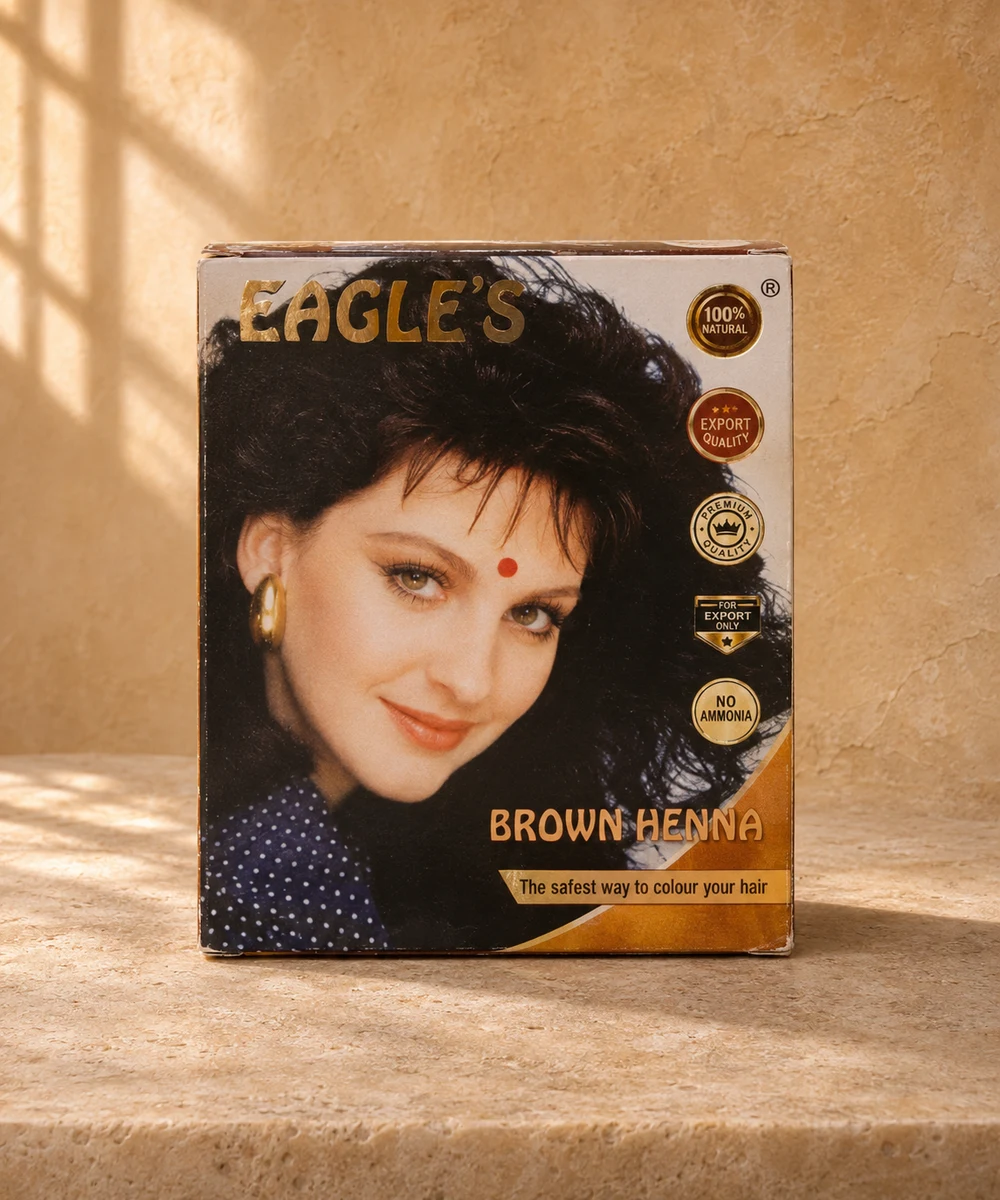 EAGLE'S
®
100%
NATURAL
EXPORT
QUALITY
PREMIUM
QUALITY
FOR
EXPORT
ONLY
NO
AMMONIA
BROWN HENNA
The safest way to colour your hair